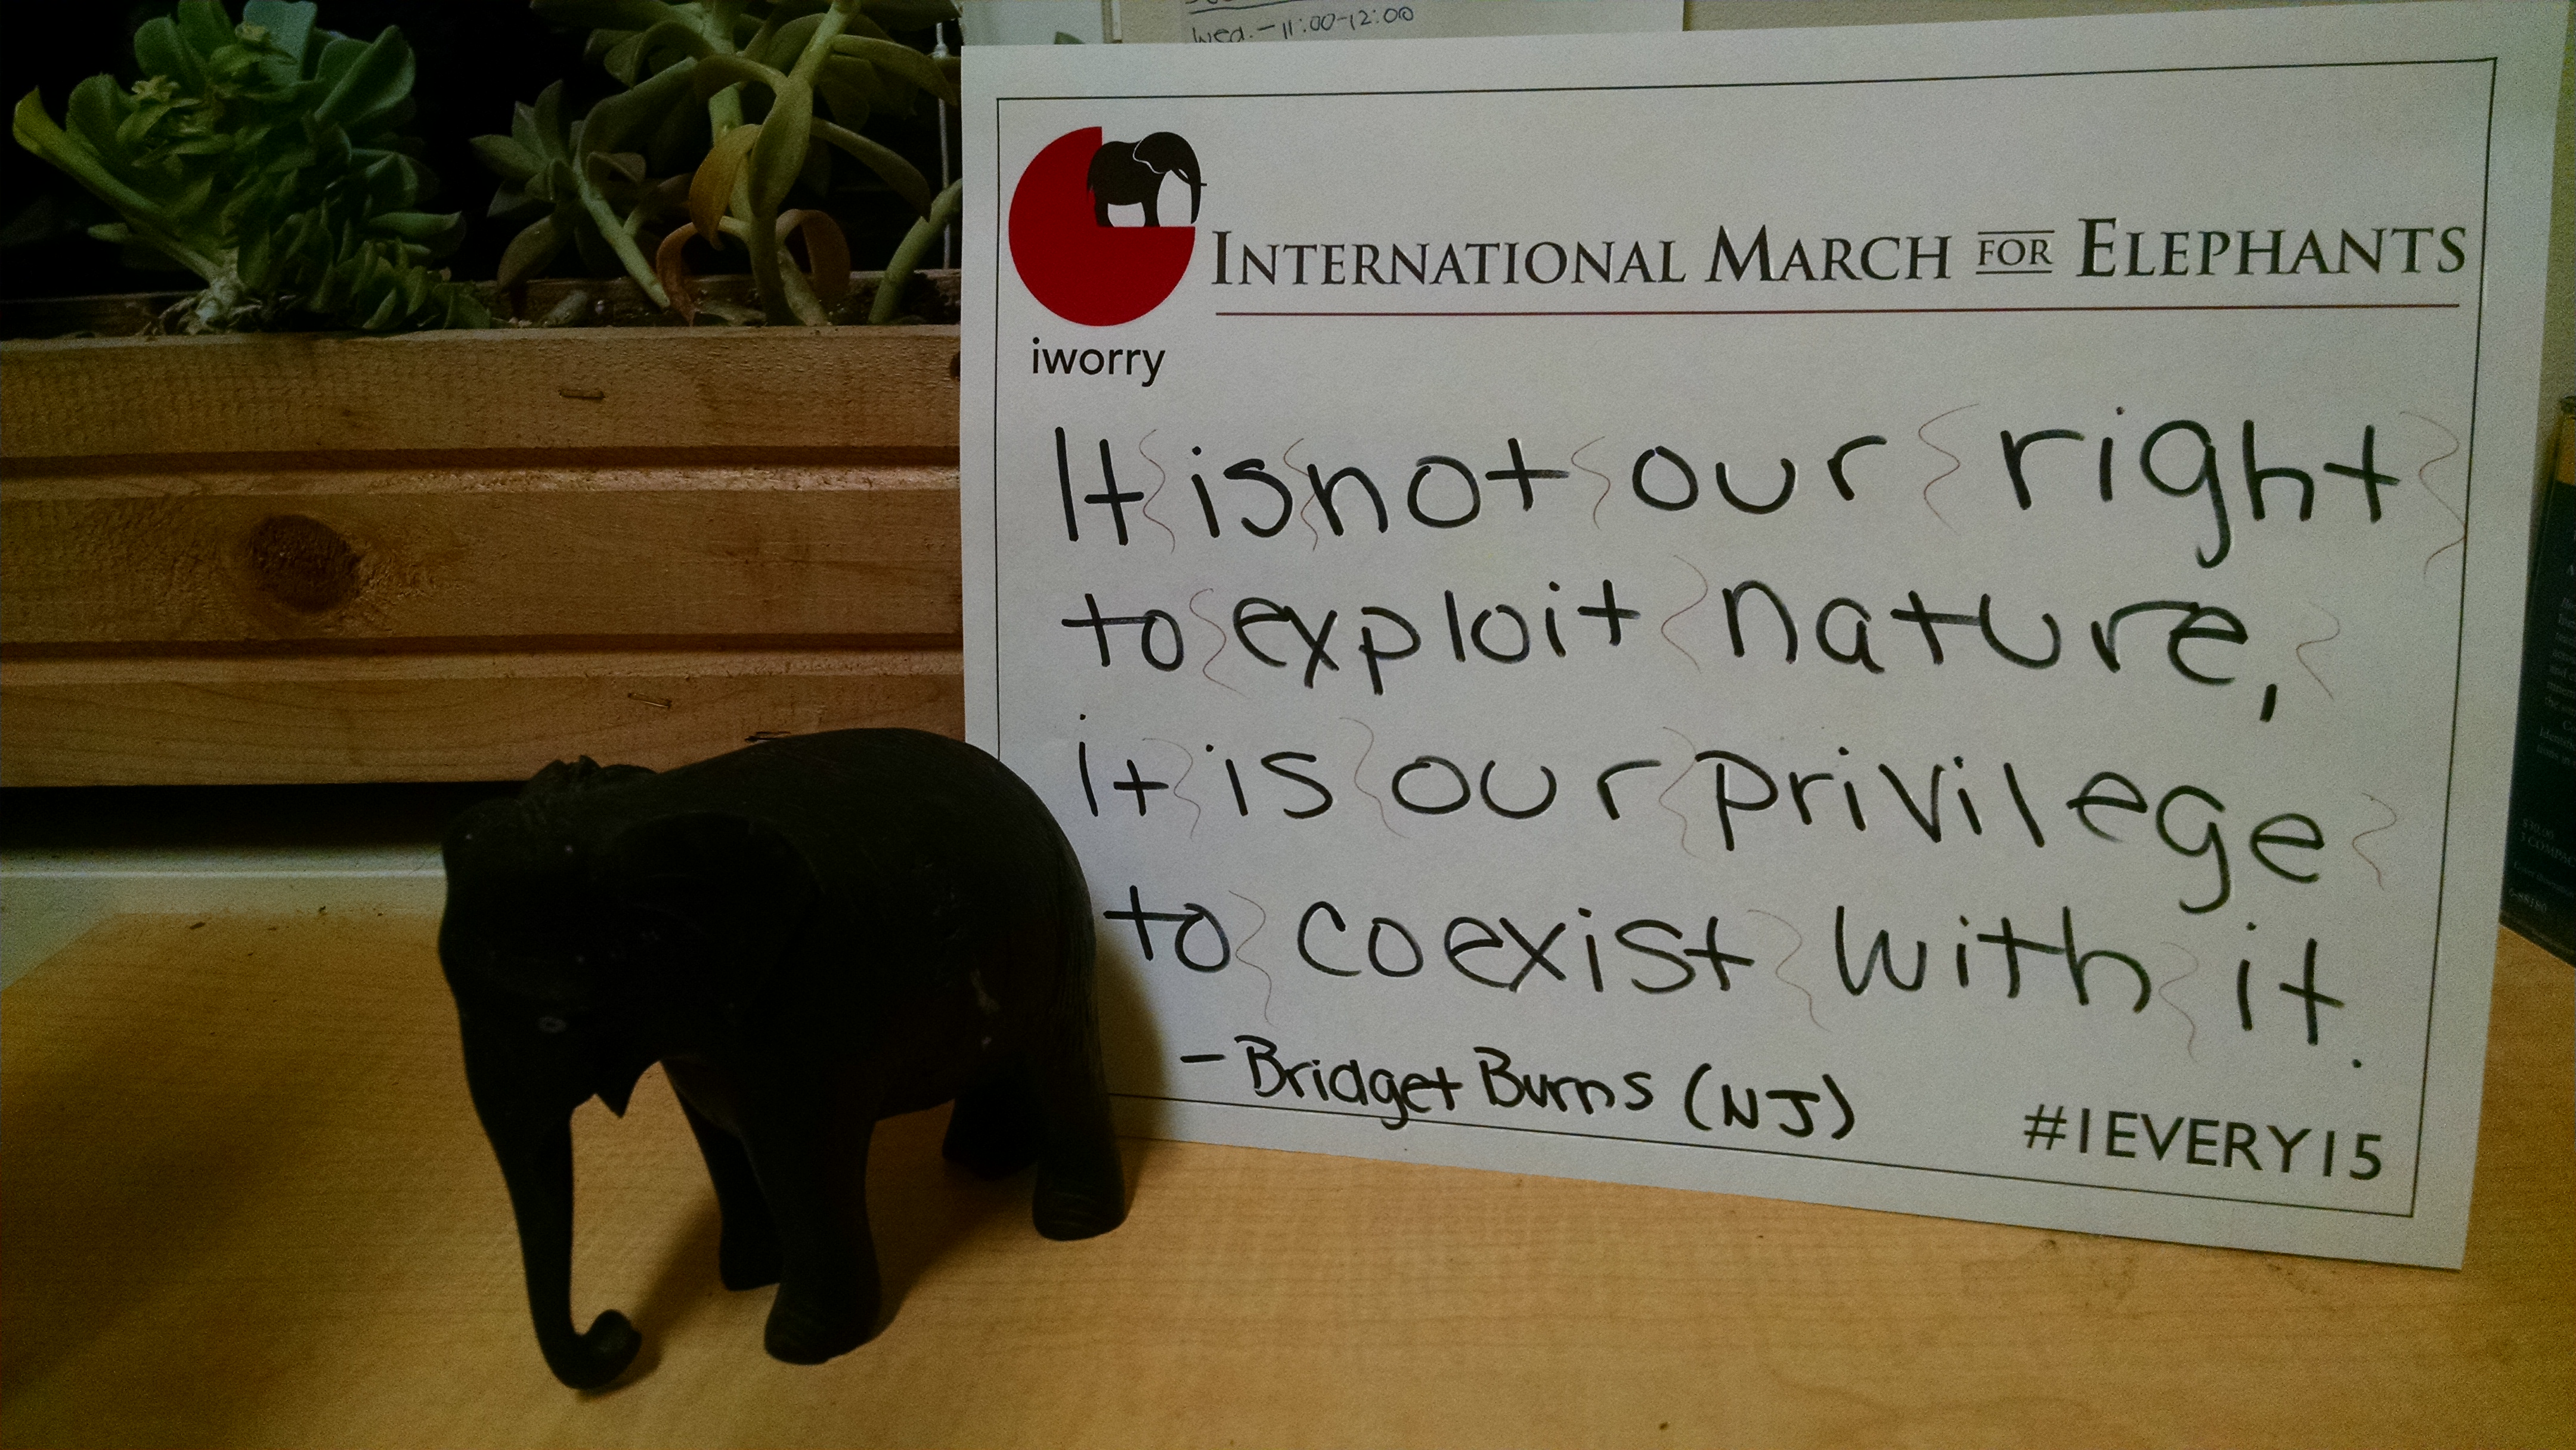 Wed. - 11:00-12:00
INTERNATIONAL MARCH FOR ELEPHANTS
iworry
It is not our right
to exploit nature,
it is our privilege
to coexist with it.
- Bridget Burns (NJ)
#1EVERY15